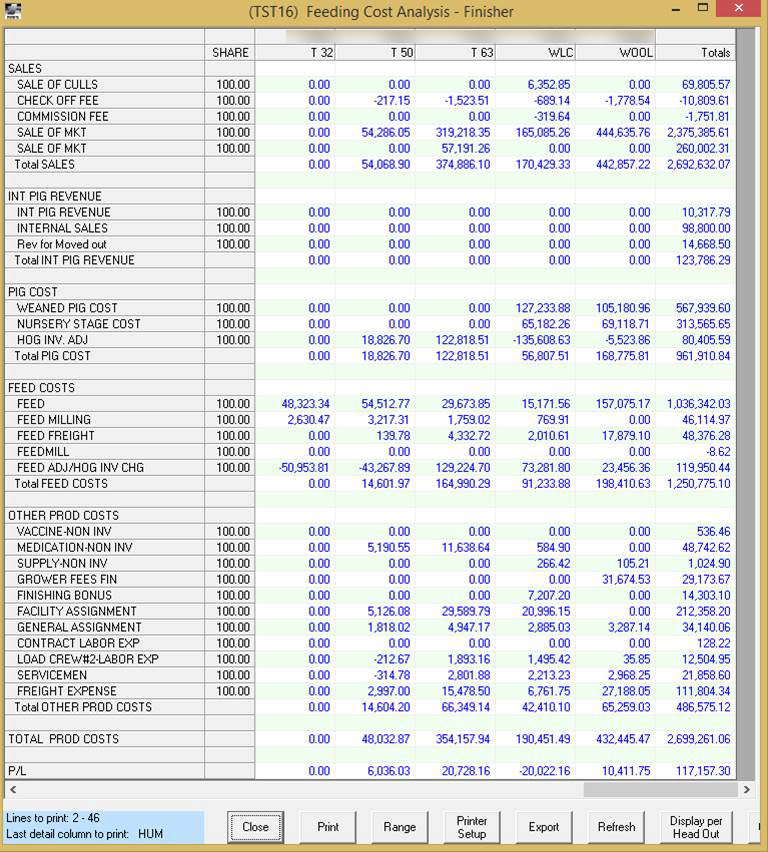 (TST16) Feeding Cost Analysis - Finisher
SHARE T 32 T 50 T 63 WLC WOOL Totals
SALES
SALE OF CULLS 100.00 0.00 0.00 0.00 6,352.85 0.00 69,805.57
CHECK OFF FEE 100.00 0.00 -217.15 -1,523.51 -689.14 -1,778.54 -10,809.61
COMMISSION FEE 100.00 0.00 0.00 0.00 -319.64 0.00 -1,751.81
SALE OF MKT 100.00 0.00 54,286.05 319,218.35 165,085.26 444,635.76 2,375,385.61
SALE OF MKT 100.00 0.00 0.00 57,191.26 0.00 0.00 260,002.31
Total SALES 0.00 54,068.90 374,886.10 170,429.33 442,857.22 2,692,632.07
INT PIG REVENUE
INT PIG REVENUE 100.00 0.00 0.00 0.00 0.00 0.00 10,317.79
INTERNAL SALES 100.00 0.00 0.00 0.00 0.00 0.00 98,800.00
Rev for Moved out 100.00 0.00 0.00 0.00 0.00 0.00 14,668.50
Total INT PIG REVENUE 0.00 0.00 0.00 0.00 0.00 123,786.29
PIG COST
WEANED PIG COST 100.00 0.00 0.00 0.00 127,233.88 105,180.96 567,939.60
NURSERY STAGE COST 100.00 0.00 0.00 0.00 65,182.26 69,118.71 313,565.65
HOG INV. ADJ 100.00 0.00 18,826.70 122,818.51 -135,608.63 -5,523.86 80,405.59
Total PIG COST 0.00 18,826.70 122,818.51 56,807.51 168,775.81 961,910.84
FEED COSTS
FEED 100.00 48,323.34 54,512.77 29,673.85 15,171.56 157,075.17 1,036,342.03
FEED MILLING 100.00 2,630.47 3,217.31 1,759.02 769.91 0.00 46,114.97
FEED FREIGHT 100.00 0.00 139.78 4,332.72 2,010.61 17,879.10 48,376.28
FEEDMILL 100.00 0.00 0.00 0.00 0.00 0.00 -8.62
FEED ADJ/HOG INV CHG 100.00 -50,953.81 -43,267.89 129,224.70 73,281.80 23,456.36 119,950.44
Total FEED COSTS 0.00 14,601.97 164,990.29 91,233.88 198,410.63 1,250,775.10
OTHER PROD COSTS
VACCINE-NON INV 100.00 0.00 0.00 0.00 0.00 0.00 536.46
MEDICATION-NON INV 100.00 0.00 5,190.55 11,638.64 584.90 0.00 48,742.62
SUPPLY-NON INV 100.00 0.00 0.00 0.00 266.42 105.21 1,024.90
GROWER FEES FIN 100.00 0.00 0.00 0.00 0.00 31,674.53 29,173.67
FINISHING BONUS 100.00 0.00 0.00 0.00 7,207.20 0.00 14,303.10
FACILITY ASSIGNMENT 100.00 0.00 5,126.08 29,589.79 20,996.15 0.00 212,358.20
GENERAL ASSIGNMENT 100.00 0.00 1,818.02 4,947.17 2,885.03 3,287.14 34,140.06
CONTRACT LABOR EXP 100.00 0.00 0.00 0.00 0.00 0.00 128.22
LOAD CREW#2-LABOR EXP 100.00 0.00 -212.67 1,893.16 1,495.42 35.85 12,504.95
SERVICEMEN 100.00 0.00 -314.78 2,801.88 2,213.23 2,968.25 21,858.60
FREIGHT EXPENSE 100.00 0.00 2,997.00 15,478.50 6,761.75 27,188.05 111,804.34
Total OTHER PROD COSTS 0.00 14,604.20 66,349.14 42,410.10 65,259.03 486,575.12
TOTAL PROD COSTS 0.00 48,032.87 354,157.94 190,451.49 432,445.47 2,699,261.06
P/L 0.00 6,036.03 20,728.16 -20,022.16 10,411.75 117,157.30
Lines to print: 2 - 46
Last detail column to print: HUM
Close Print Range Printer Setup Export Refresh Display per Head Out